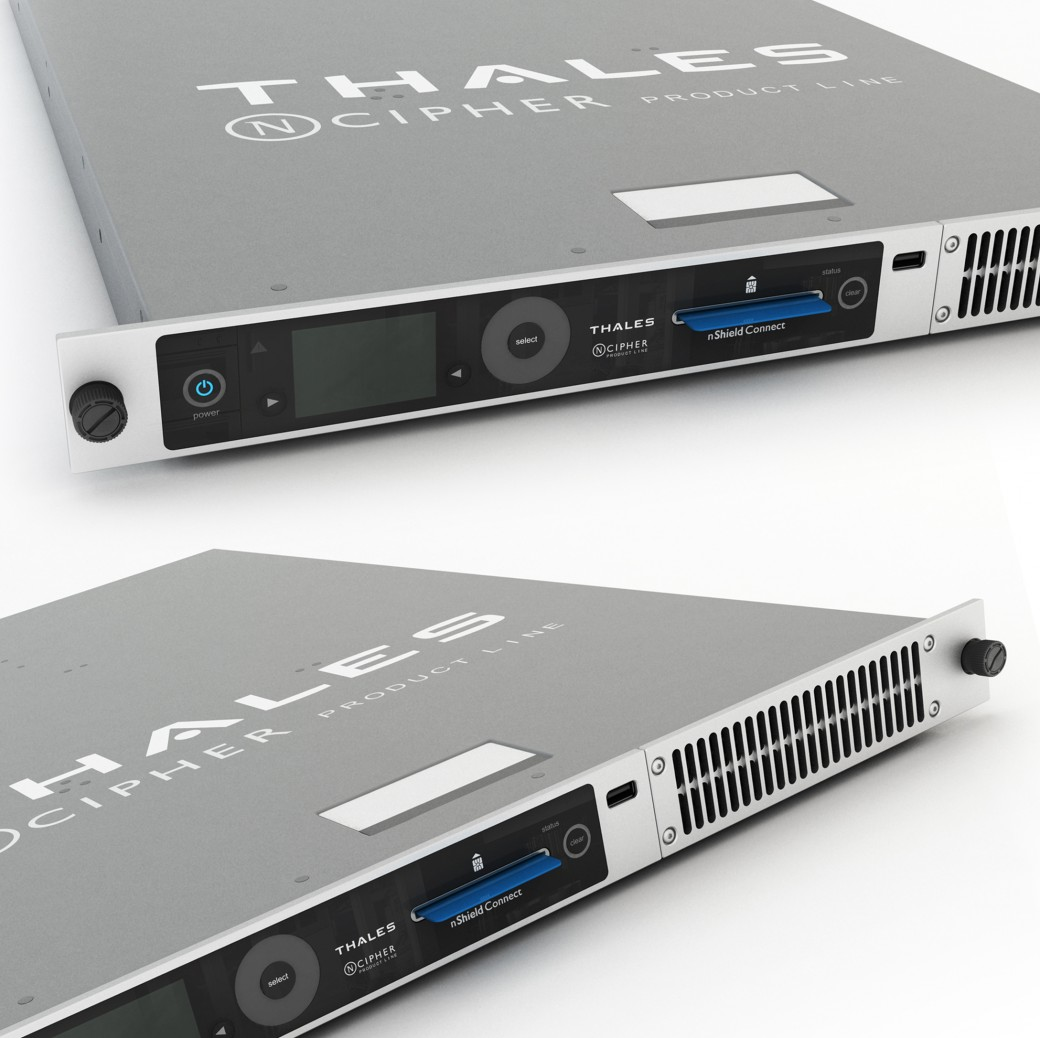 THALES
NCIPHER PRODUCT LINE
power
select
THALES
NCIPHER
PRODUCT LINE
nShield Connect
status
clear
HALES
NCIPHER PRODUCT LINE
select
THALES
NCIPHER
PRODUCT LINE
nShield Connect
status
clear